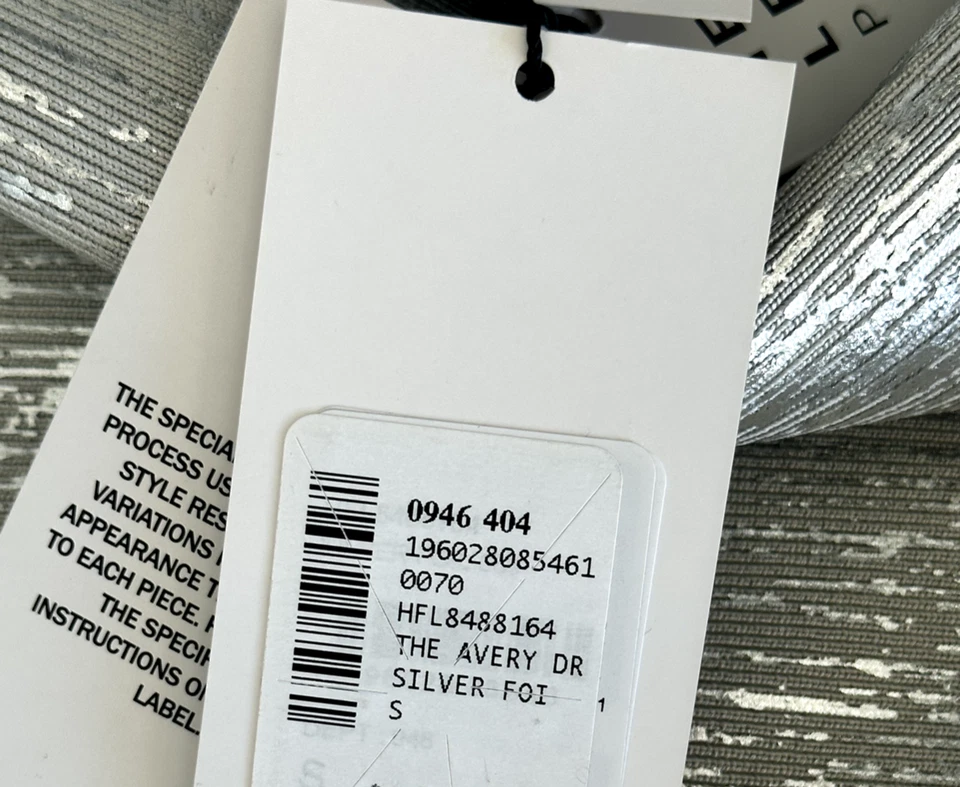 THE SPECIA
PROCESS US
STYLE RES
VARIATIONS
APPEARANCE T
TO EACH PIECE.
THE SPECIF
INSTRUCTIONS O
LABEL.
0946 404
196028085461
0070
HFL8488164
THE AVERY DR
SILVER FOI
1
S